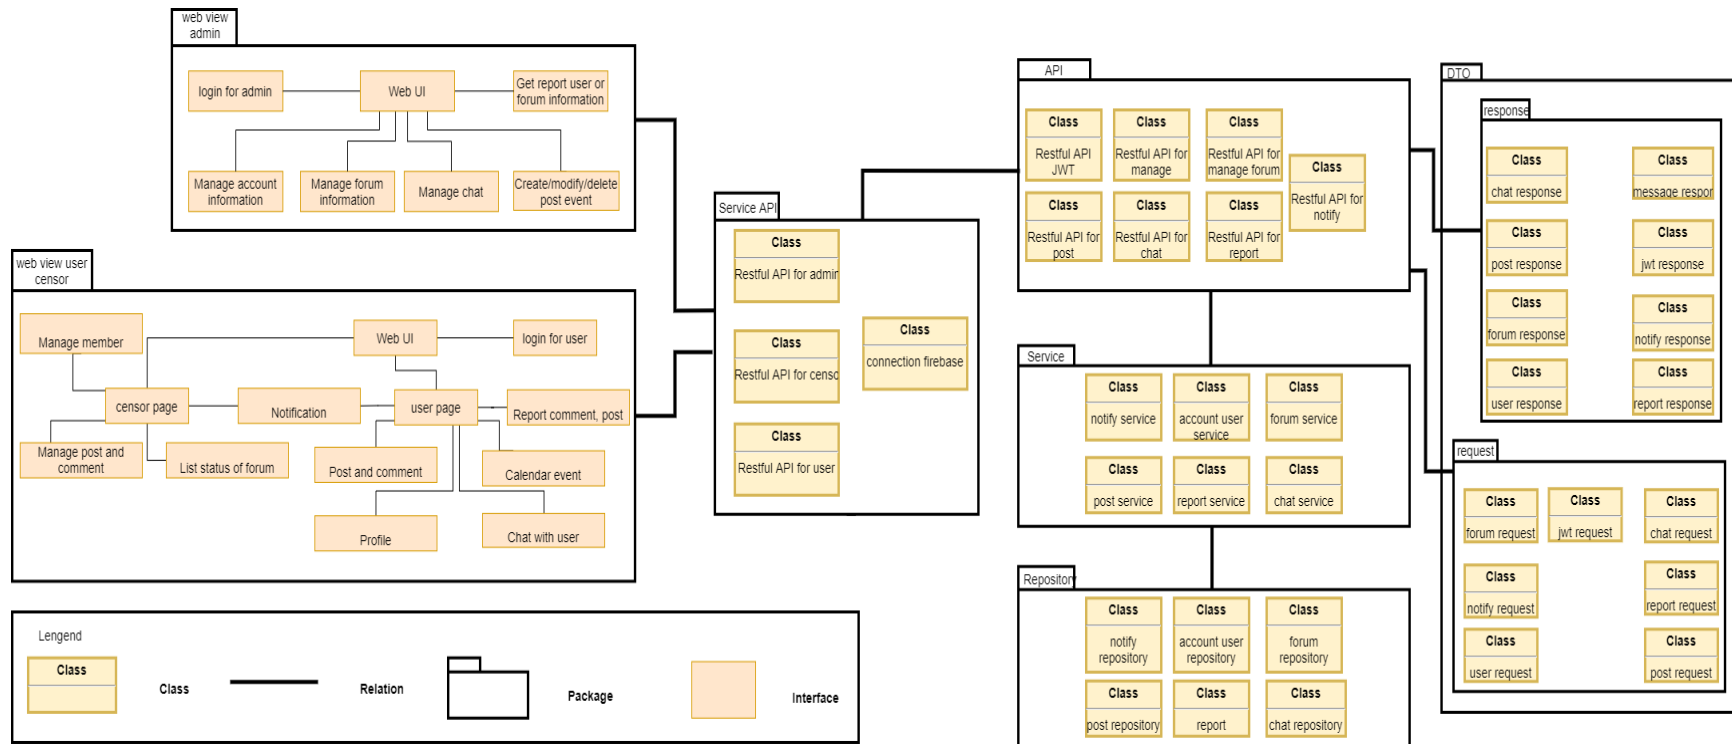 web view
admin
login for admin
Web UI
Get report user or
forum information
Manage account
information
Manage forum
information
Manage chat
Create/modify/delete
post event
web view user
censor
Manage member
Web UI
login for user
censor page
Notification
user page
Report comment, post
Manage post and
comment
List status of forum
Post and comment
Calendar event
Profile
Chat with user
Service API
Class
Restful API for admin
Class
Restful API for censo
Class
Restful API for user
Class
connection firebase
API
Class
Restful API
JWT
Class
Restful API for
manage
Class
Restful API for
manage forum
Class
Restful API for
notify
Class
Restful API for
post
Class
Restful API for
chat
Class
Restful API for
report
Service
Class
notify service
Class
account user
service
Class
forum service
Class
post service
Class
report service
Class
chat service
Repository
Class
notify
repository
Class
account user
repository
Class
forum
repository
Class
post repository
Class
report
Class
chat repository
DTO
response
Class
chat response
Class
message respor
Class
post response
Class
jwt response
Class
forum response
Class
notify response
Class
user response
Class
report response
request
Class
forum request
Class
jwt request
Class
chat request
Class
notify request
Class
report request
Class
user request
Class
post request
Lengend
Class
Class
Relation
Package
Interface